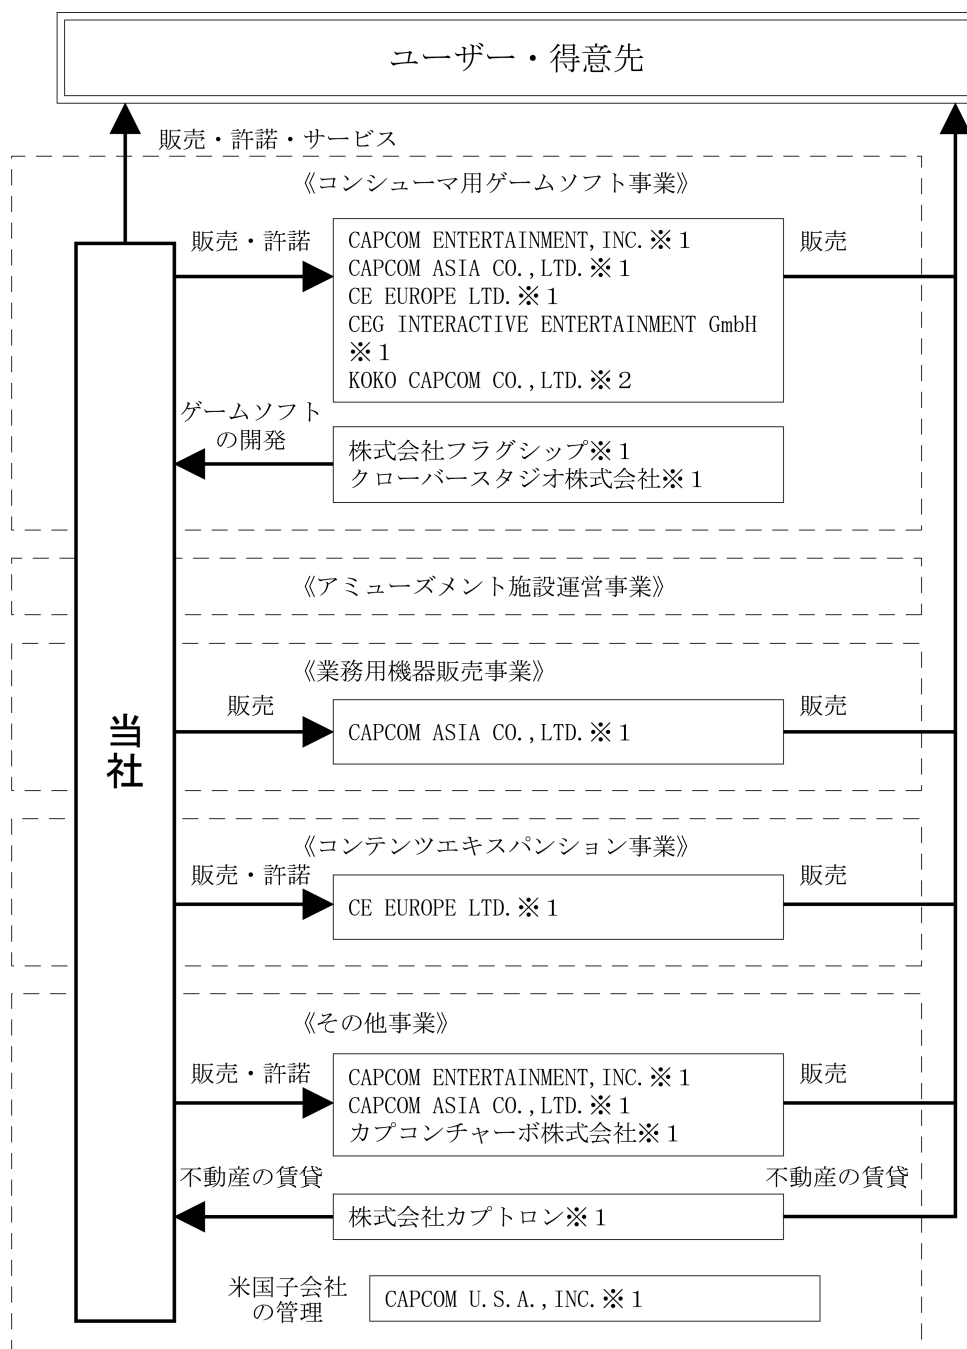 ユーザー・得意先
販売・許諾・サービス
《コンシューマ用ゲームソフト事業》
販売・許諾
CAPCOM ENTERTAINMENT,INC.※1
CAPCOM ASIA CO.,LTD.※1
CE EUROPE LTD.※1
CEG INTERACTIVE ENTERTAINMENT GmbH
※1
KOKO CAPCOM CO.,LTD.※2
販売
ゲームソフト
の開発
株式会社フラグシップ※1
クローバースタジオ株式会社※1
《アミューズメント施設運営事業》
《業務用機器販売事業》
販売
CAPCOM ASIA CO.,LTD.※1
販売
当
社
《コンテンツエキスパンション事業》
販売・許諾
CE EUROPE LTD.※1
販売
《その他事業》
販売・許諾
CAPCOM ENTERTAINMENT,INC.※1
CAPCOM ASIA CO.,LTD.※1
カプコンチャーボ株式会社※1
販売
不動産の賃貸
株式会社カプトロン※1
不動産の賃貸
米国子会社
の管理
CAPCOM U.S.A.,INC.※1